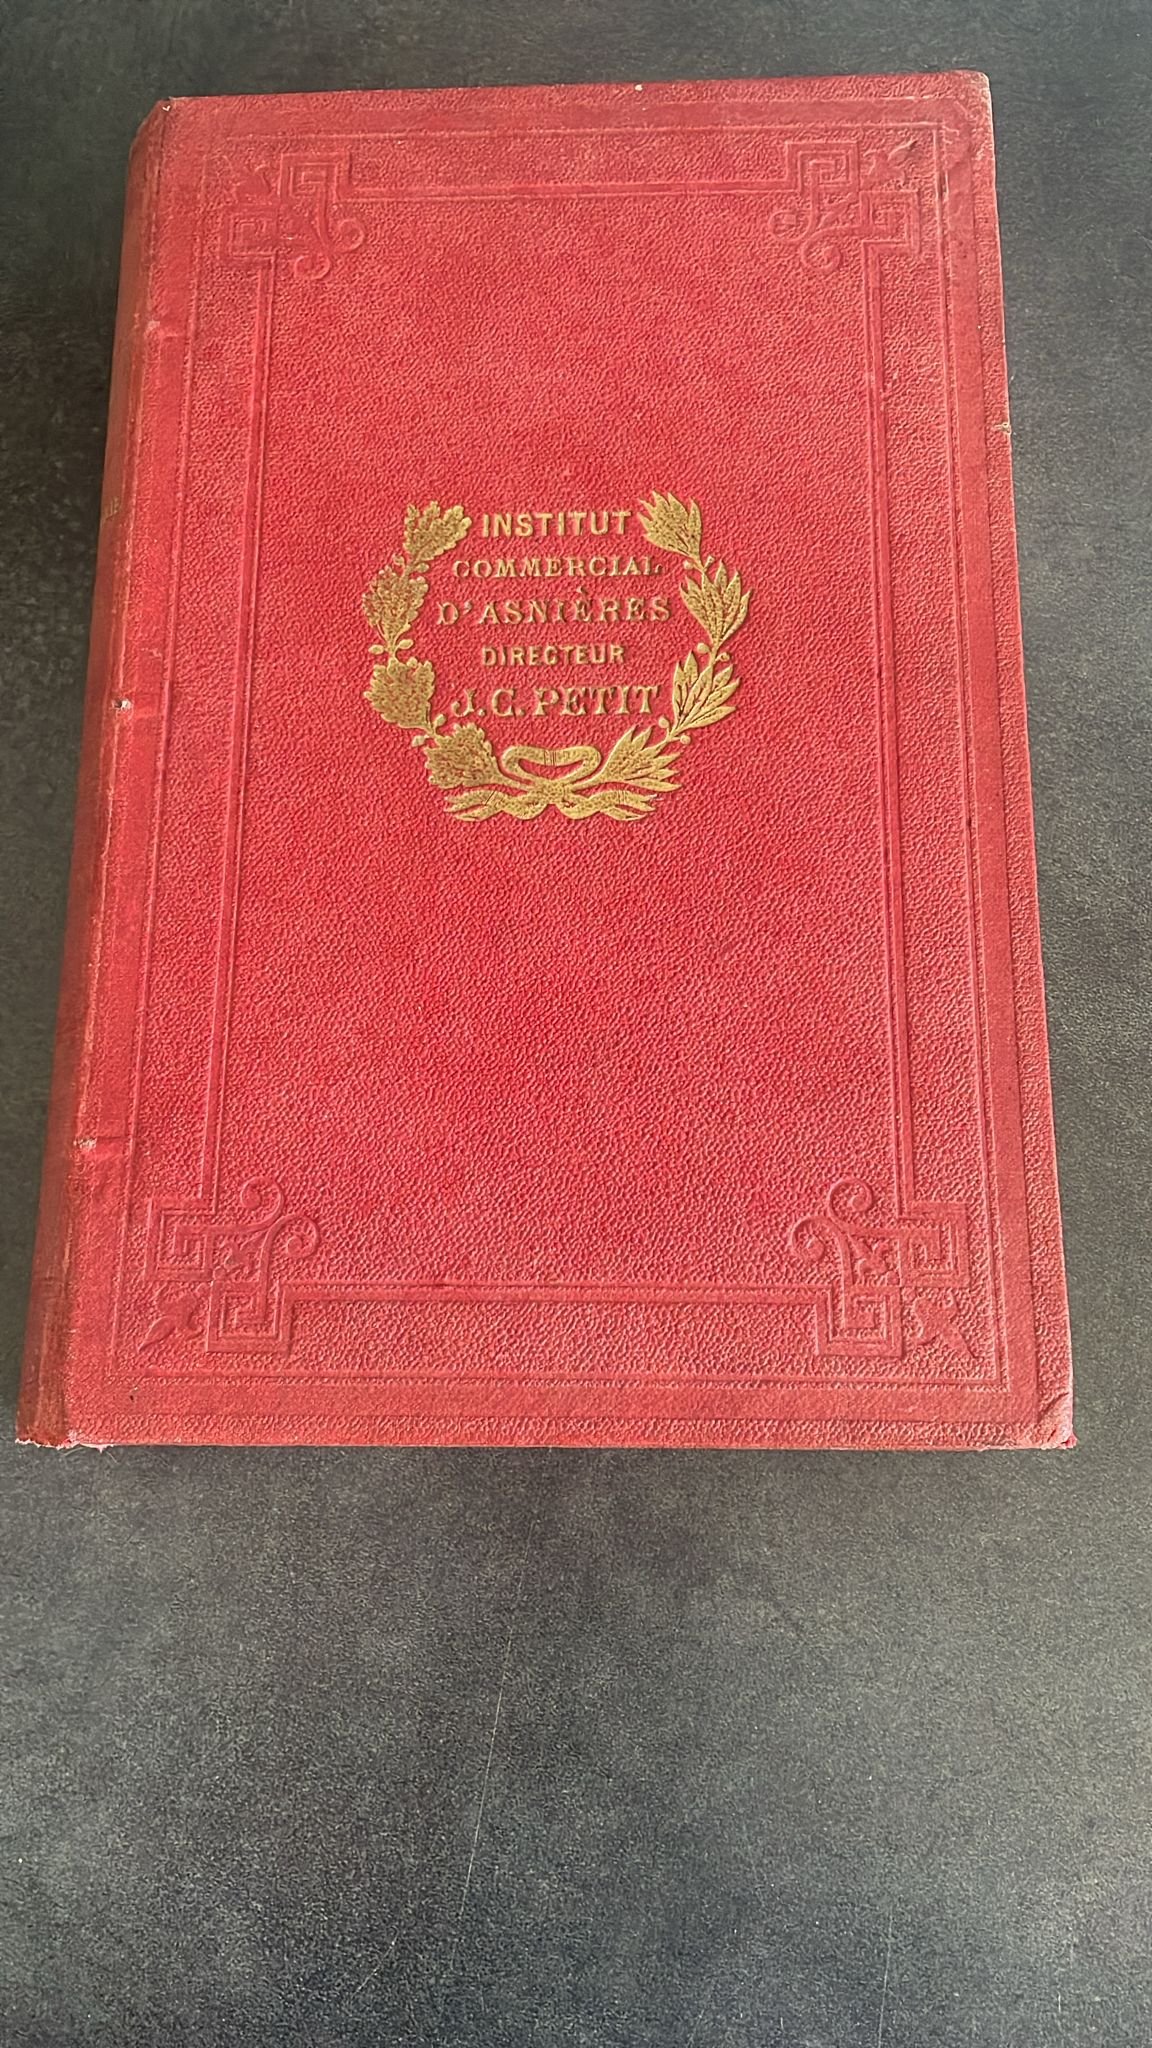 INSTITUT
COMMERCIAL
D'ASNIÈRES
DIRECTEUR
J.C. PETIT